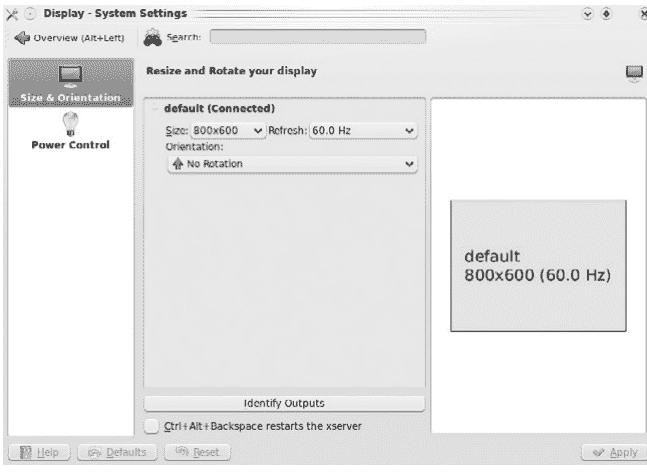 Display - System Settings
Overview (Alt+Left) Search:
Resize and Rotate your display
Size & Orientation
Power Control
default (Connected)
Size: 800x600 Refresh: 60.0 Hz
Orientation:
No Rotation
default
800x600 (60.0 Hz)
Identify Outputs
Ctrl+Alt+Backspace restarts the xserver
Help Defaults Reset Apply